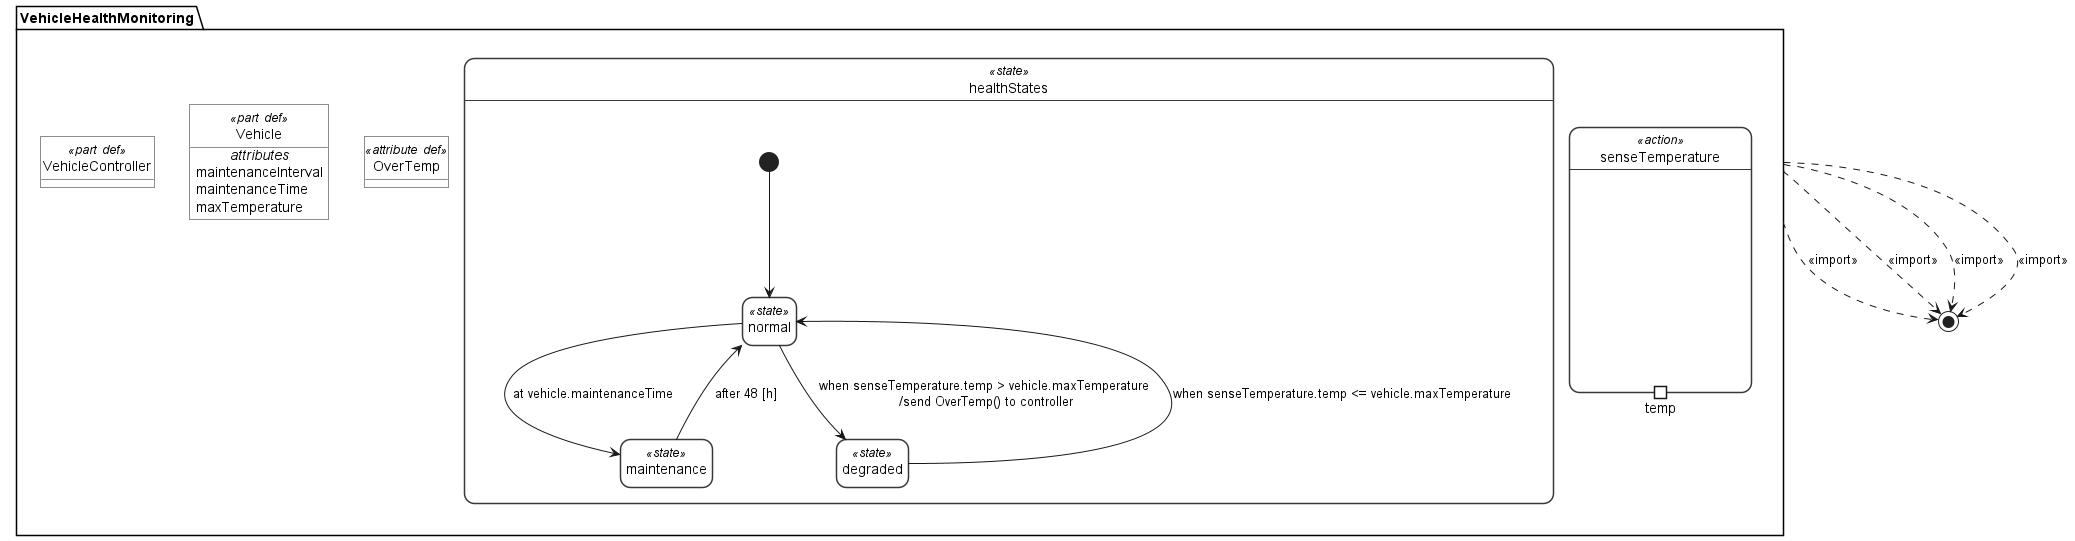 VehicleHealthMonitoring
«part def»
VehicleController
«part def»
Vehicle
attributes
maintenanceInterval
maintenanceTime
maxTemperature
«attribute def»
OverTemp
«state»
healthStates
«state»
normal
at vehicle.maintenanceTime
after 48 [h]
when senseTemperature.temp > vehicle.maxTemperature
/send OverTemp() to controller
when senseTemperature.temp <= vehicle.maxTemperature
«state»
maintenance
«state»
degraded
«action»
senseTemperature
temp
«import»
«import»
«import»
«import»